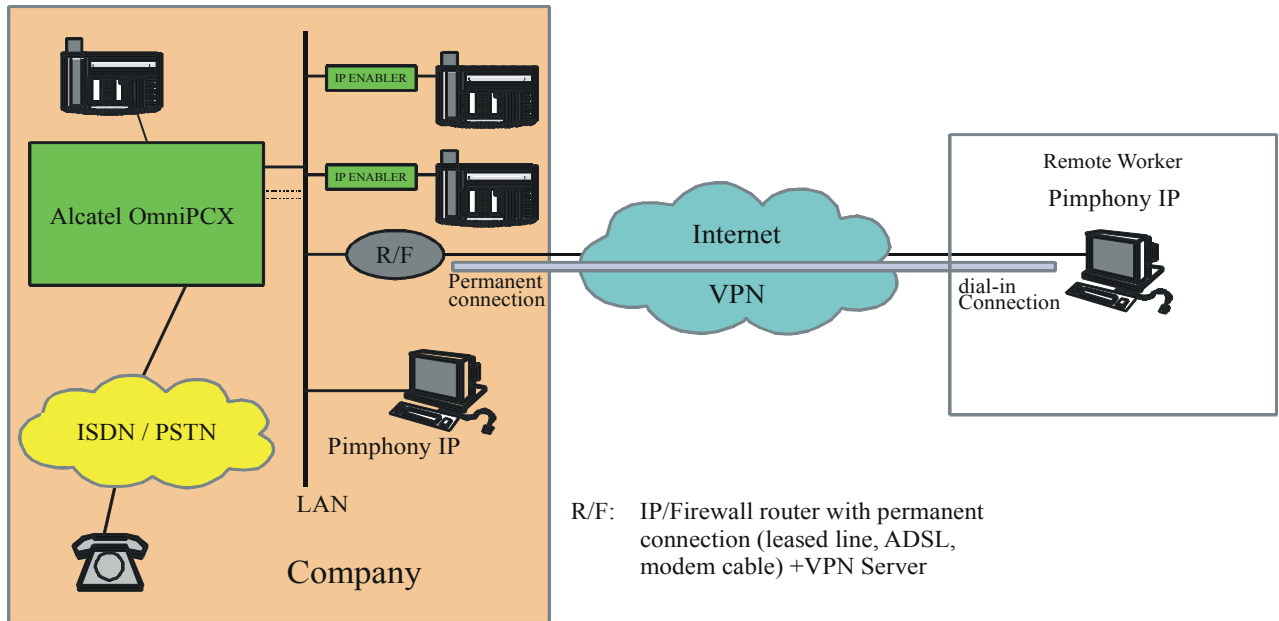 IP ENABLER
IP ENABLER
Alcatel OmniPCX
R/F
Permanent
connection
Internet
VPN
Remote Worker
Pimphony IP
dial-in
Connection
ISDN / PSTN
Pimphony IP
LAN
Company
R/F: IP/Firewall router with permanent
connection (leased line, ADSL,
modem cable) +VPN Server